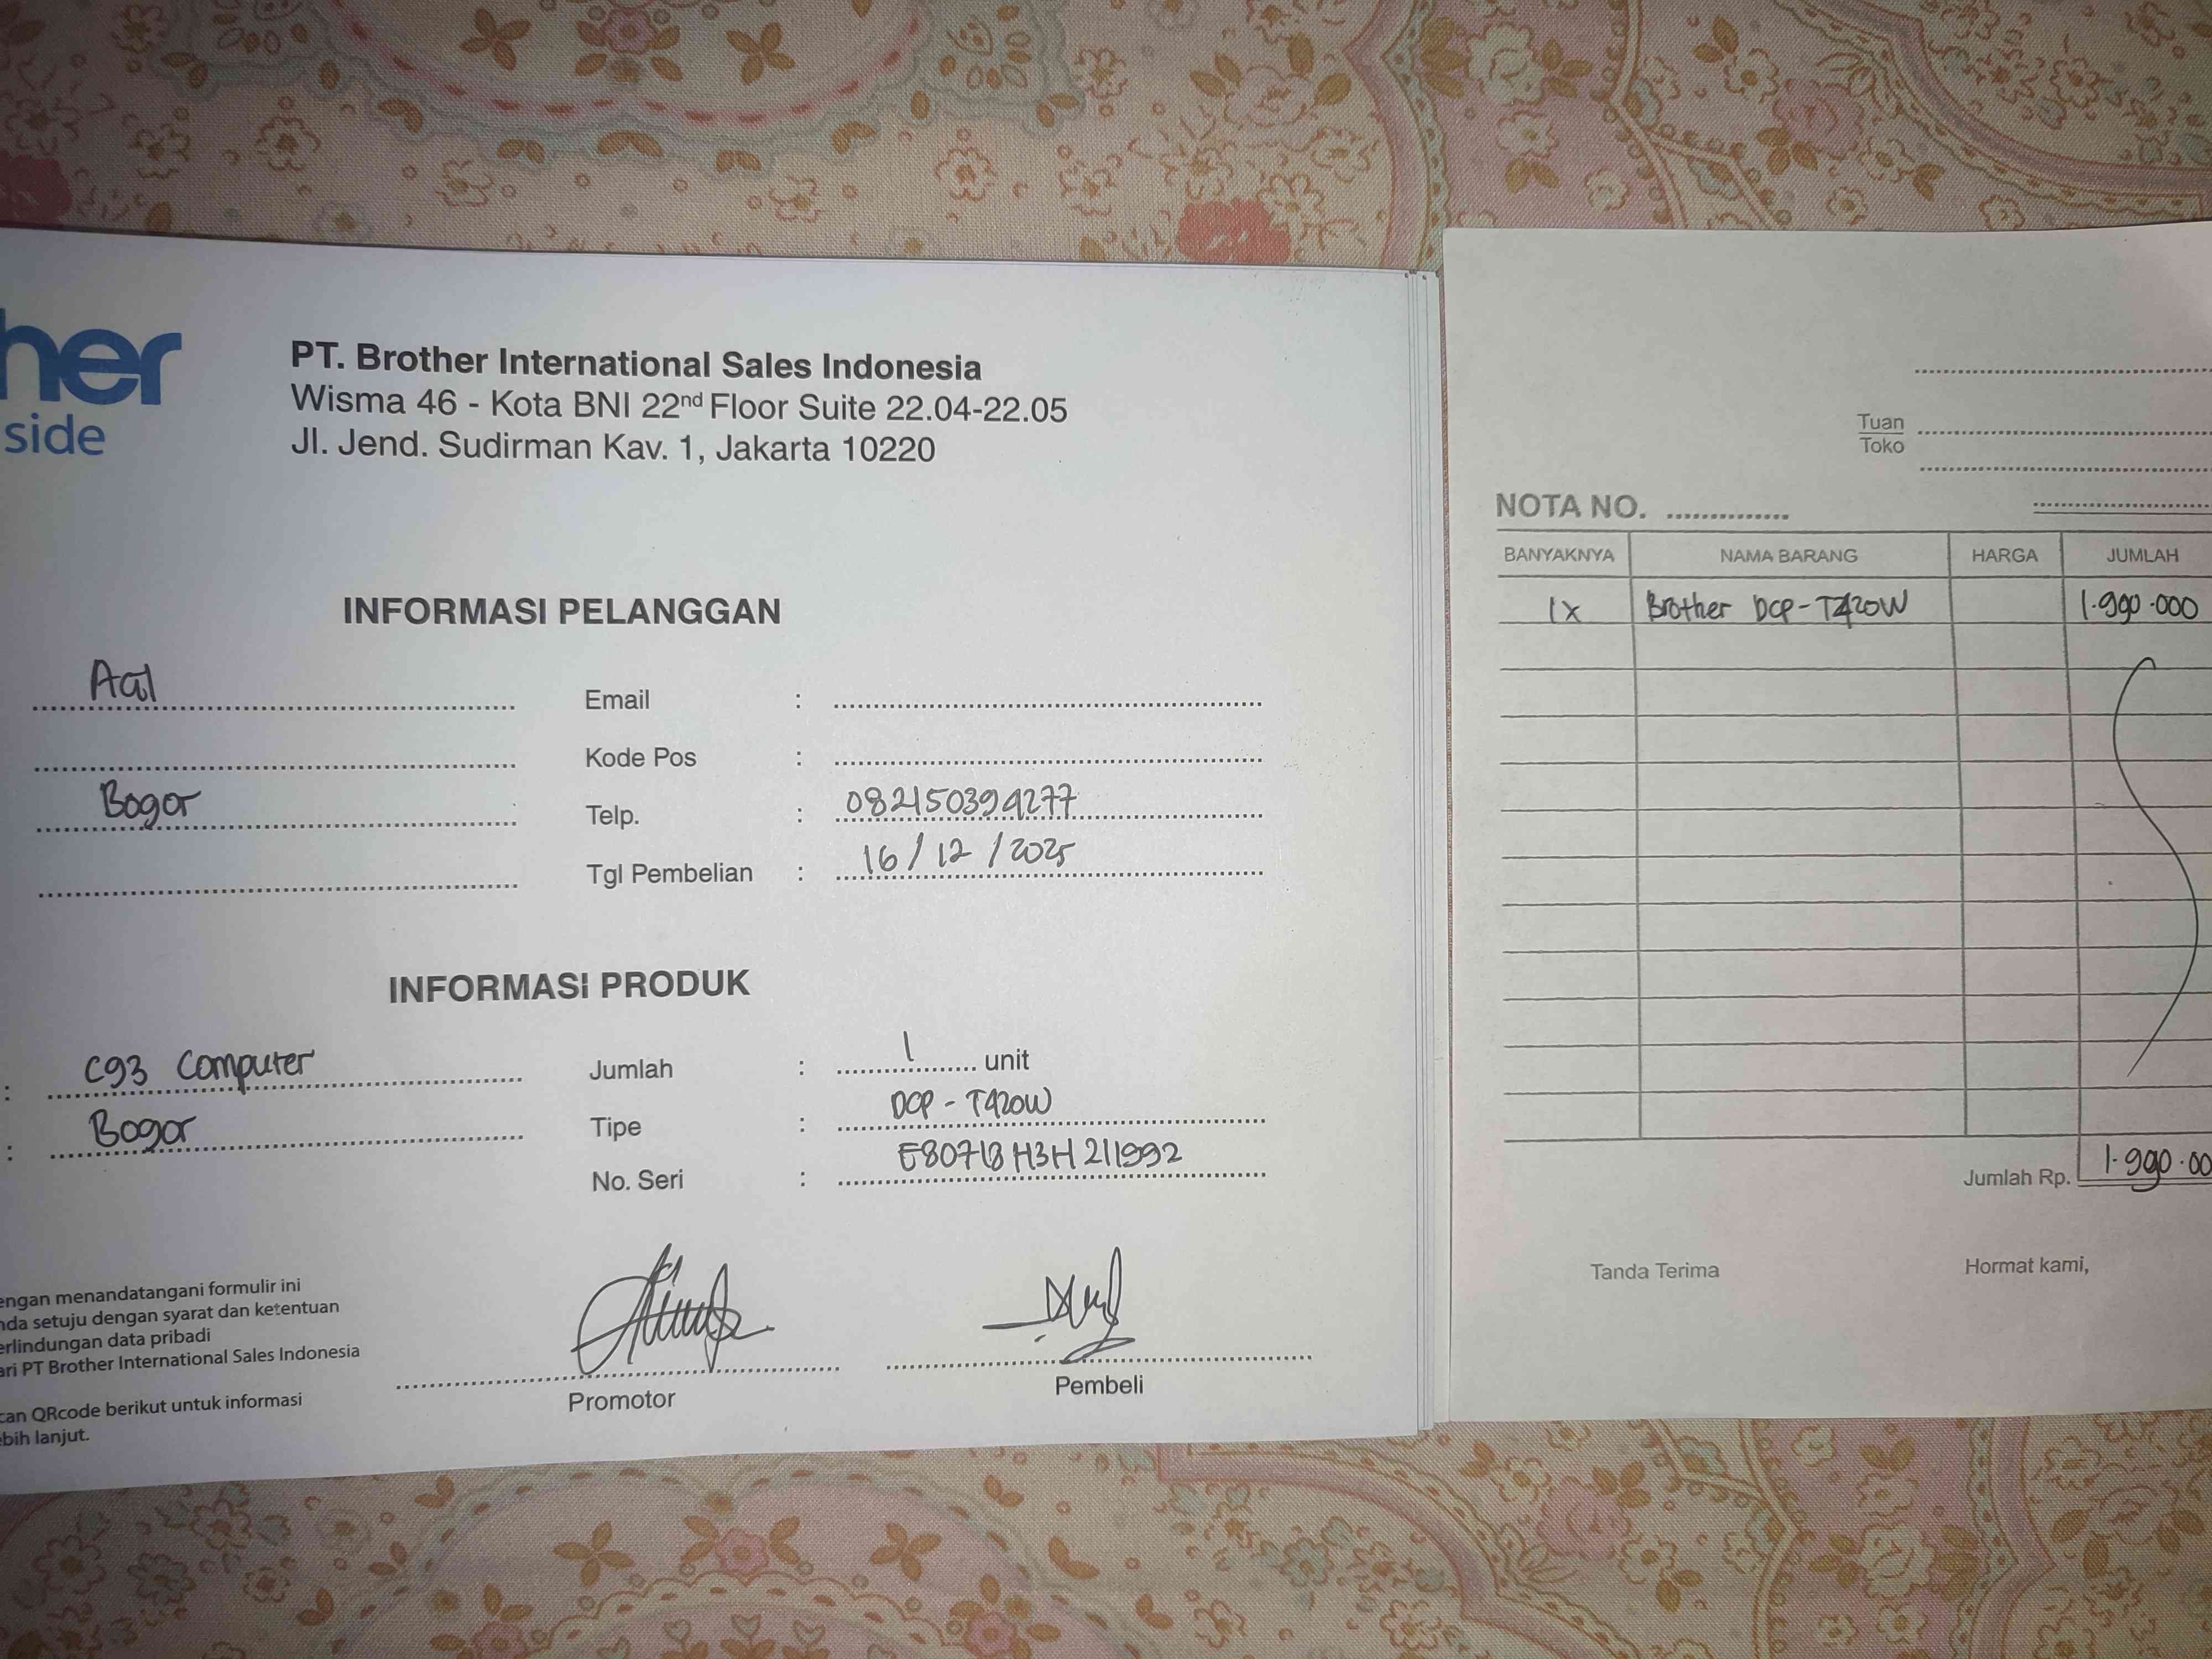 her
side
PT. Brother International Sales Indonesia
Wisma 46 - Kota BNI 22nd Floor Suite 22.04-22.05
Jl. Jend. Sudirman Kav. 1, Jakarta 10220
INFORMASI PELANGGAN
Aal
Email :
Kode Pos :
Bogor
Telp. : 082150394277
Tgl Pembelian : 16/12/2025
INFORMASI PRODUK
: C93 Computer
Jumlah : 1 unit
: Bogor
Tipe : DCP-T420W
No. Seri : E80718H3H211992
engan menandatangani formulir ini
nda setuju dengan syarat dan ketentuan
erlindungan data pribadi
ari PT Brother International Sales Indonesia
can QRcode berikut untuk informasi
ebih lanjut.
Promotor
Pembeli
Tuan
Toko
NOTA NO.
BANYAKNYA NAMA BARANG HARGA JUMLAH
1x Brother DCP-T420W 1.990.000
Jumlah Rp. 1.990.00
Tanda Terima Hormat kami,